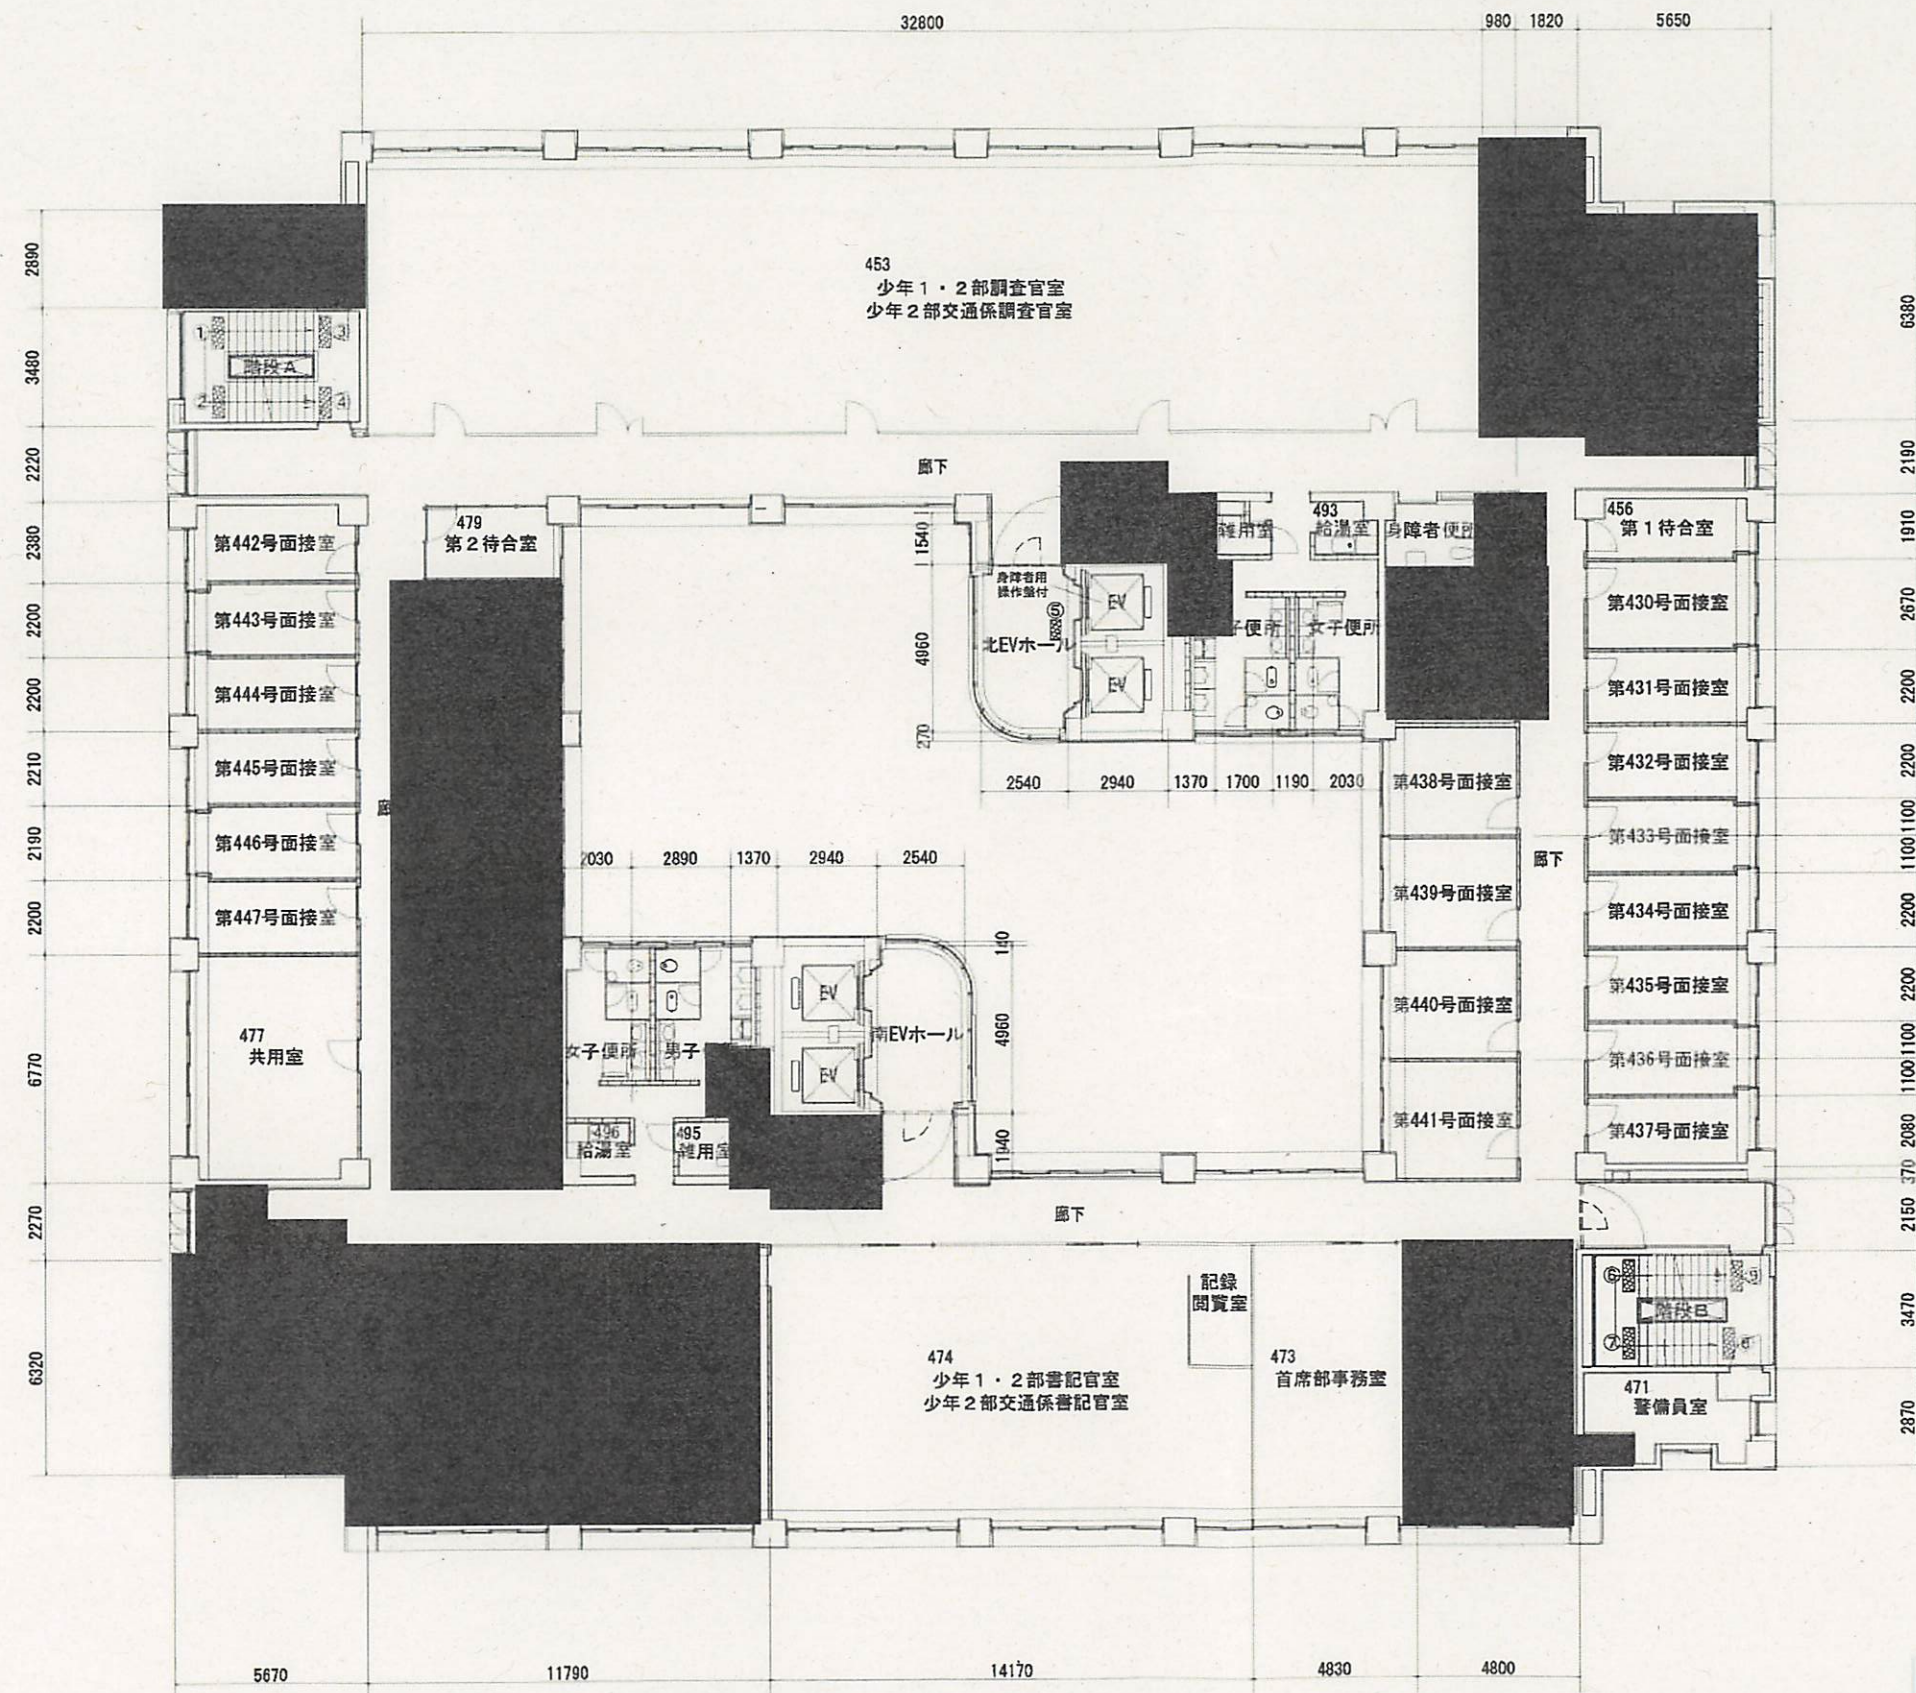 32800
980
1820
5650
2890
3480
2220
2380
2200
2200
2210
2190
2200
6770
2270
6320
6380
2190
1910
2670
2200
2200
1100
1100
2200
2200
1100
1100
2080
370
2150
3470
2870
453
少年1・2部調査官室
少年2部交通係調査官室
① ③
階段A
② ④
廊下
第442号面接室
第443号面接室
第444号面接室
第445号面接室
第446号面接室
第447号面接室
477
共用室
479
第2待合室
11540
4960
270
身障者用
操作盤付
⑤
北EVホール
EV
EV
雑用室
493
給湯室
身障者便所
子便所
女子便所
456
第1待合室
第430号面接室
第431号面接室
第432号面接室
第433号面接室
第434号面接室
第435号面接室
第436号面接室
第437号面接室
2540
2940
1370
1700
1190
2030
第438号面接室
第439号面接室
第440号面接室
第441号面接室
廊下
2030
2890
1370
2940
2540
140
4960
1940
EV
EV
南EVホール
女子便所
男子
496
給湯室
495
雑用室
廊下
記録
閲覧室
474
少年1・2部書記官室
少年2部交通係書記官室
473
首席部事務室
⑥ ⑨
階段B
⑦ ⑧
471
警備員室
5670
11790
14170
4830
4800